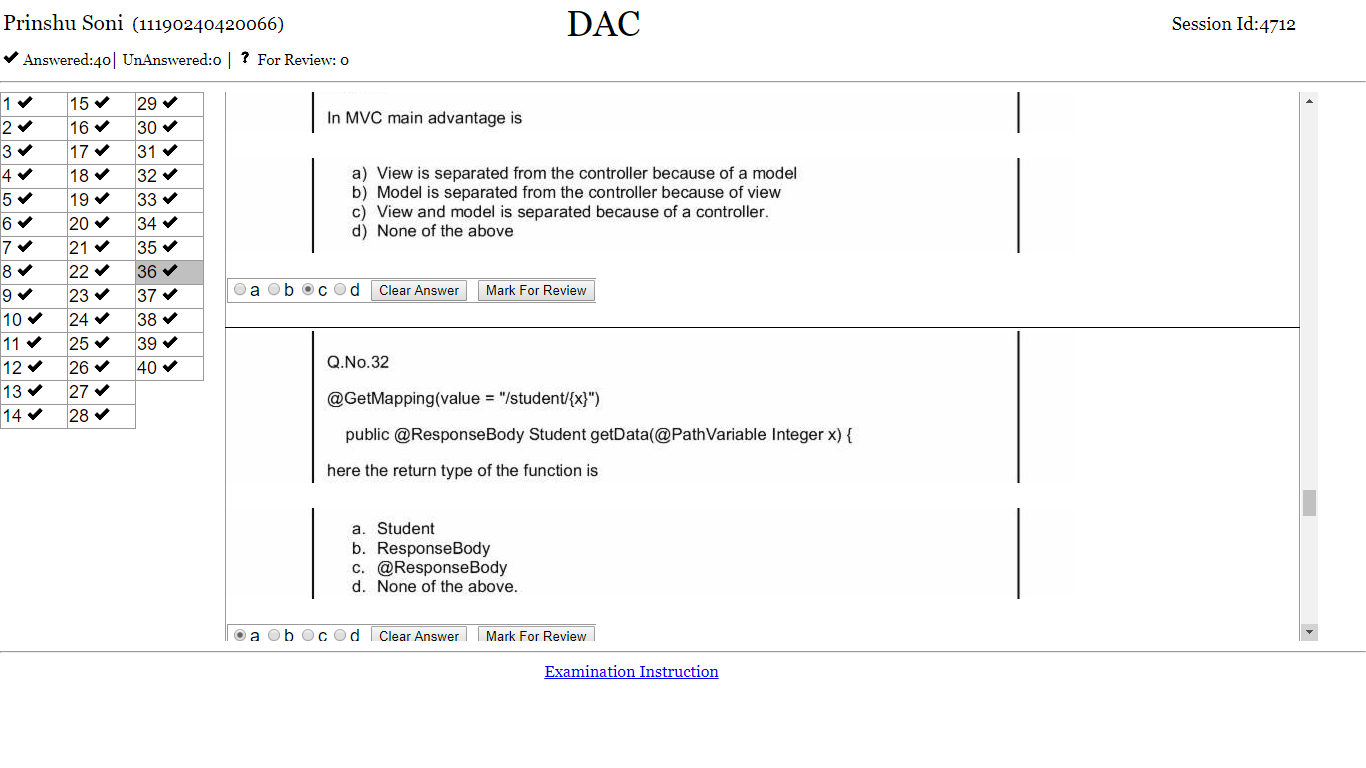 Prinshu Soni (11190240420066)
DAC
Session Id:4712
Answered:40| UnAnswered:0 | ? For Review: 0
1 ✔ 15 ✔ 29 ✔
2 ✔ 16 ✔ 30 ✔
3 ✔ 17 ✔ 31 ✔
4 ✔ 18 ✔ 32 ✔
5 ✔ 19 ✔ 33 ✔
6 ✔ 20 ✔ 34 ✔
7 ✔ 21 ✔ 35 ✔
8 ✔ 22 ✔ 36 ✔
9 ✔ 23 ✔ 37 ✔
10 ✔ 24 ✔ 38 ✔
11 ✔ 25 ✔ 39 ✔
12 ✔ 26 ✔ 40 ✔
13 ✔ 27 ✔
14 ✔ 28 ✔
In MVC main advantage is
a) View is separated from the controller because of a model
b) Model is separated from the controller because of view
c) View and model is separated because of a controller.
d) None of the above
a b c d Clear Answer Mark For Review
Q.No.32
@GetMapping(value = "/student/{x}")
public @ResponseBody Student getData(@PathVariable Integer x) {
here the return type of the function is
a. Student
b. ResponseBody
c. @ResponseBody
d. None of the above.
a b c d Clear Answer Mark For Review
Examination Instruction